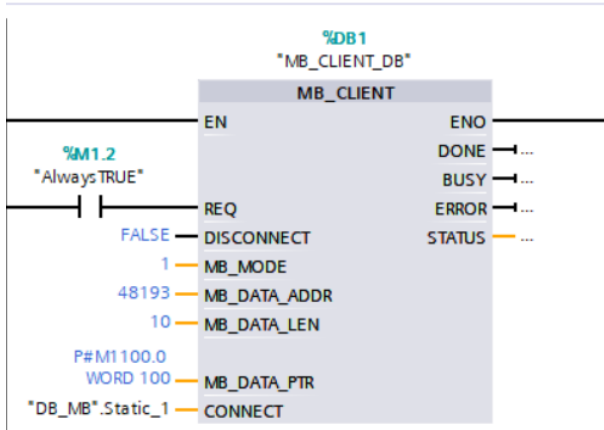 %DB1
"MB_CLIENT_DB"
MB_CLIENT
EN ENO
DONE ...
%M1.2
"AlwaysTRUE"
BUSY ...
REQ ERROR ...
FALSE DISCONNECT STATUS ...
1 MB_MODE
48193 MB_DATA_ADDR
10 MB_DATA_LEN
P#M1100.0
WORD 100 MB_DATA_PTR
"DB_MB".Static_1 CONNECT